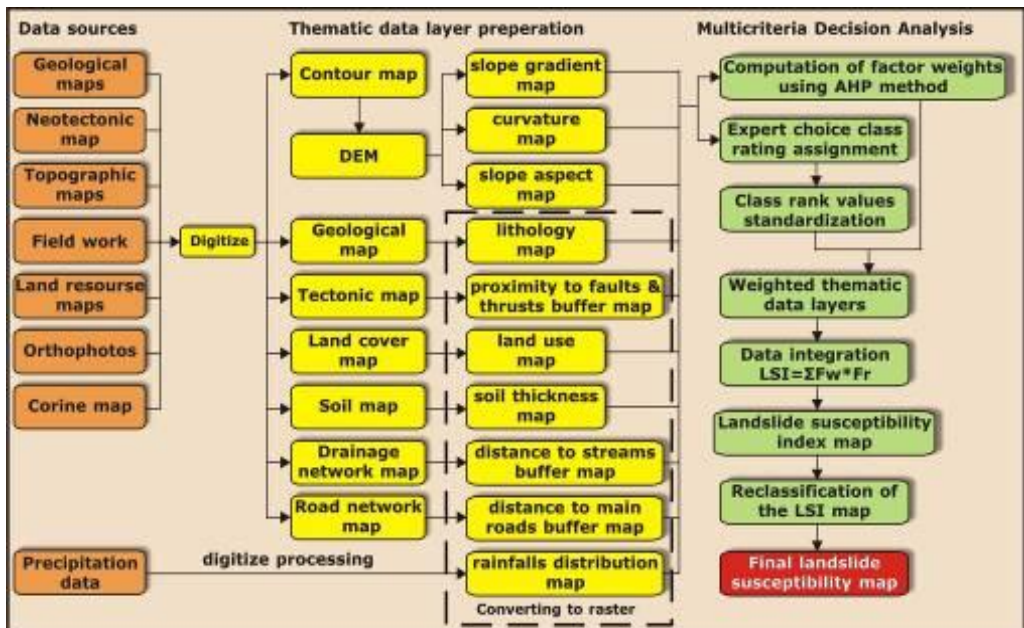 Data sources
Thematic data layer preperation
Multicriteria Decision Analysis
Geological
maps
Neotectonic
map
Topographic
maps
Field work
Land resourse
maps
Orthophotos
Corine map
Precipitation
data
Digitize
digitize processing
Contour map
DEM
Geological
map
Tectonic map
Land cover
map
Soil map
Drainage
network map
Road network
map
slope gradient
map
curvature
map
slope aspect
map
lithology
map
proximity to faults &
thrusts buffer map
land use
map
soil thickness
map
distance to streams
buffer map
distance to main
roads buffer map
rainfalls distribution
map
Converting to raster
Computation of factor weights
using AHP method
Expert choice class
rating assignment
Class rank values
standardization
Weighted thematic
data layers
Data integration
LSI=ΣFw*Fr
Landslide susceptibility
index map
Reclassification of
the LSI map
Final landslide
susceptibility map